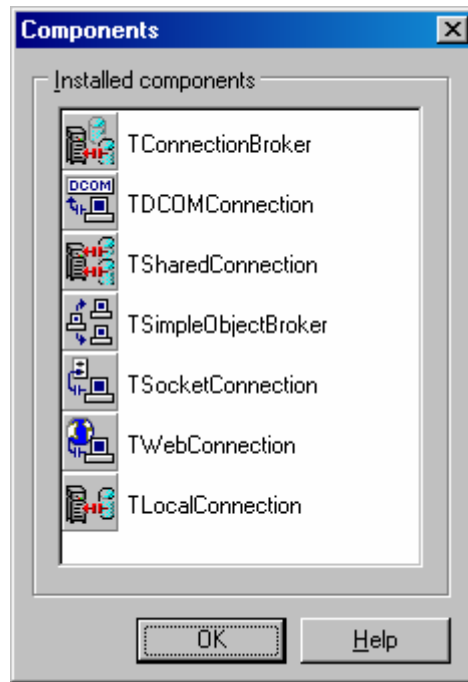 Components
Installed components
TConnectionBroker
DCOM
TDCOMConnection
TSharedConnection
TSimpleObjectBroker
TSocketConnection
TWebConnection
TLocalConnection
OK
Help